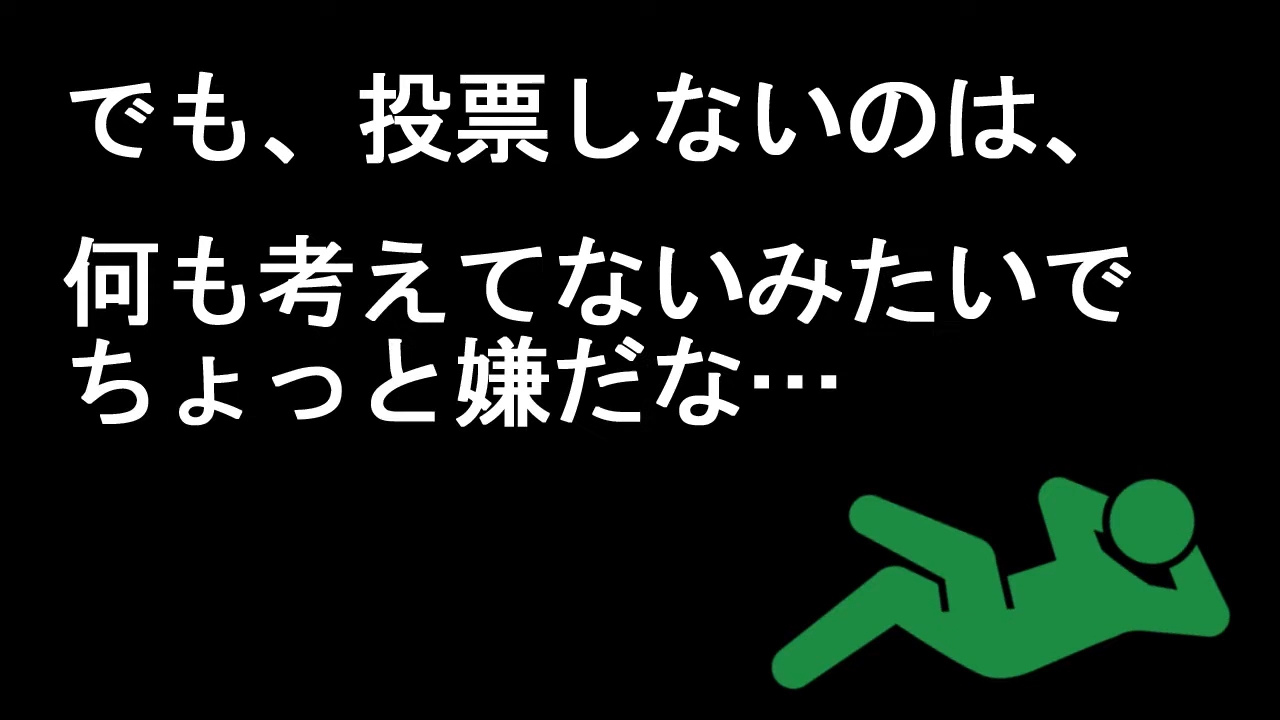 でも、投票しないのは、
何も考えてないみたいで
ちょっと嫌だな…